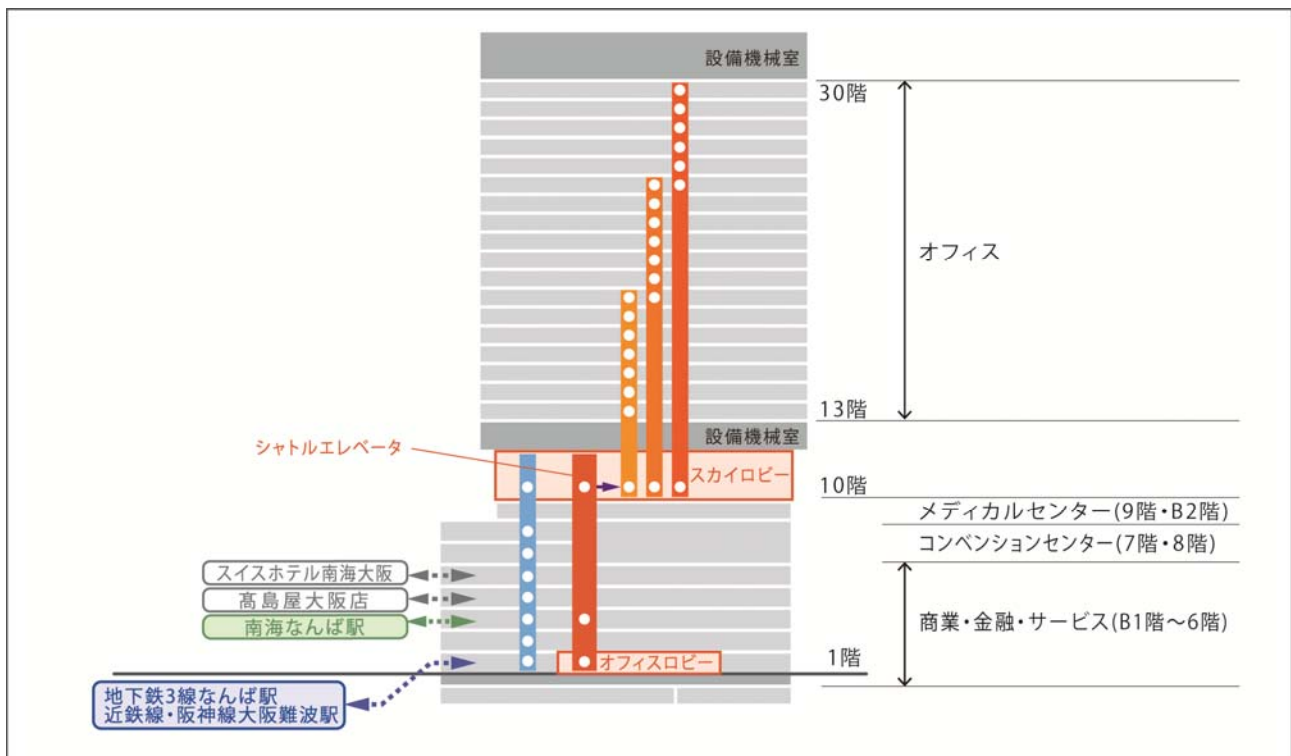 設備機械室
30階
オフィス
13階
設備機械室
シャトルエレベータ
スカイロビー
10階
メディカルセンター(9階・B2階)
コンベンションセンター(7階・8階)
スイスホテル南海大阪
髙島屋大阪店
南海なんば駅
商業・金融・サービス(B1階～6階)
1階
オフィスロビー
地下鉄3線なんば駅
近鉄線・阪神線大阪難波駅